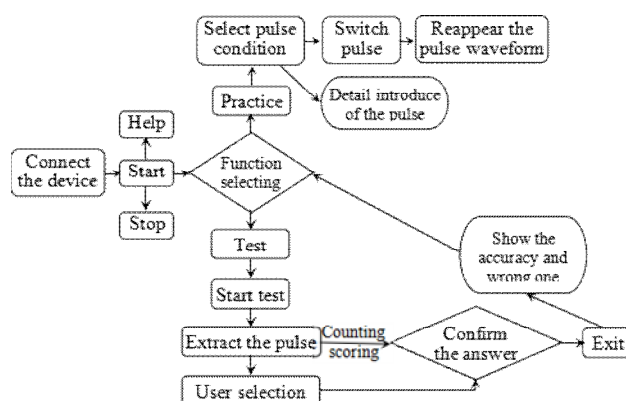 Select pulse
condition
Switch
pulse
Reappear the
pulse waveform
Detail introduce
of the pulse
Practice
Help
Connect
the device
Start
Stop
Function
selecting
Test
Start test
Extract the pulse
Counting
scoring
User selection
Confirm
the answer
Show the
accuracy and
wrong one
Exit